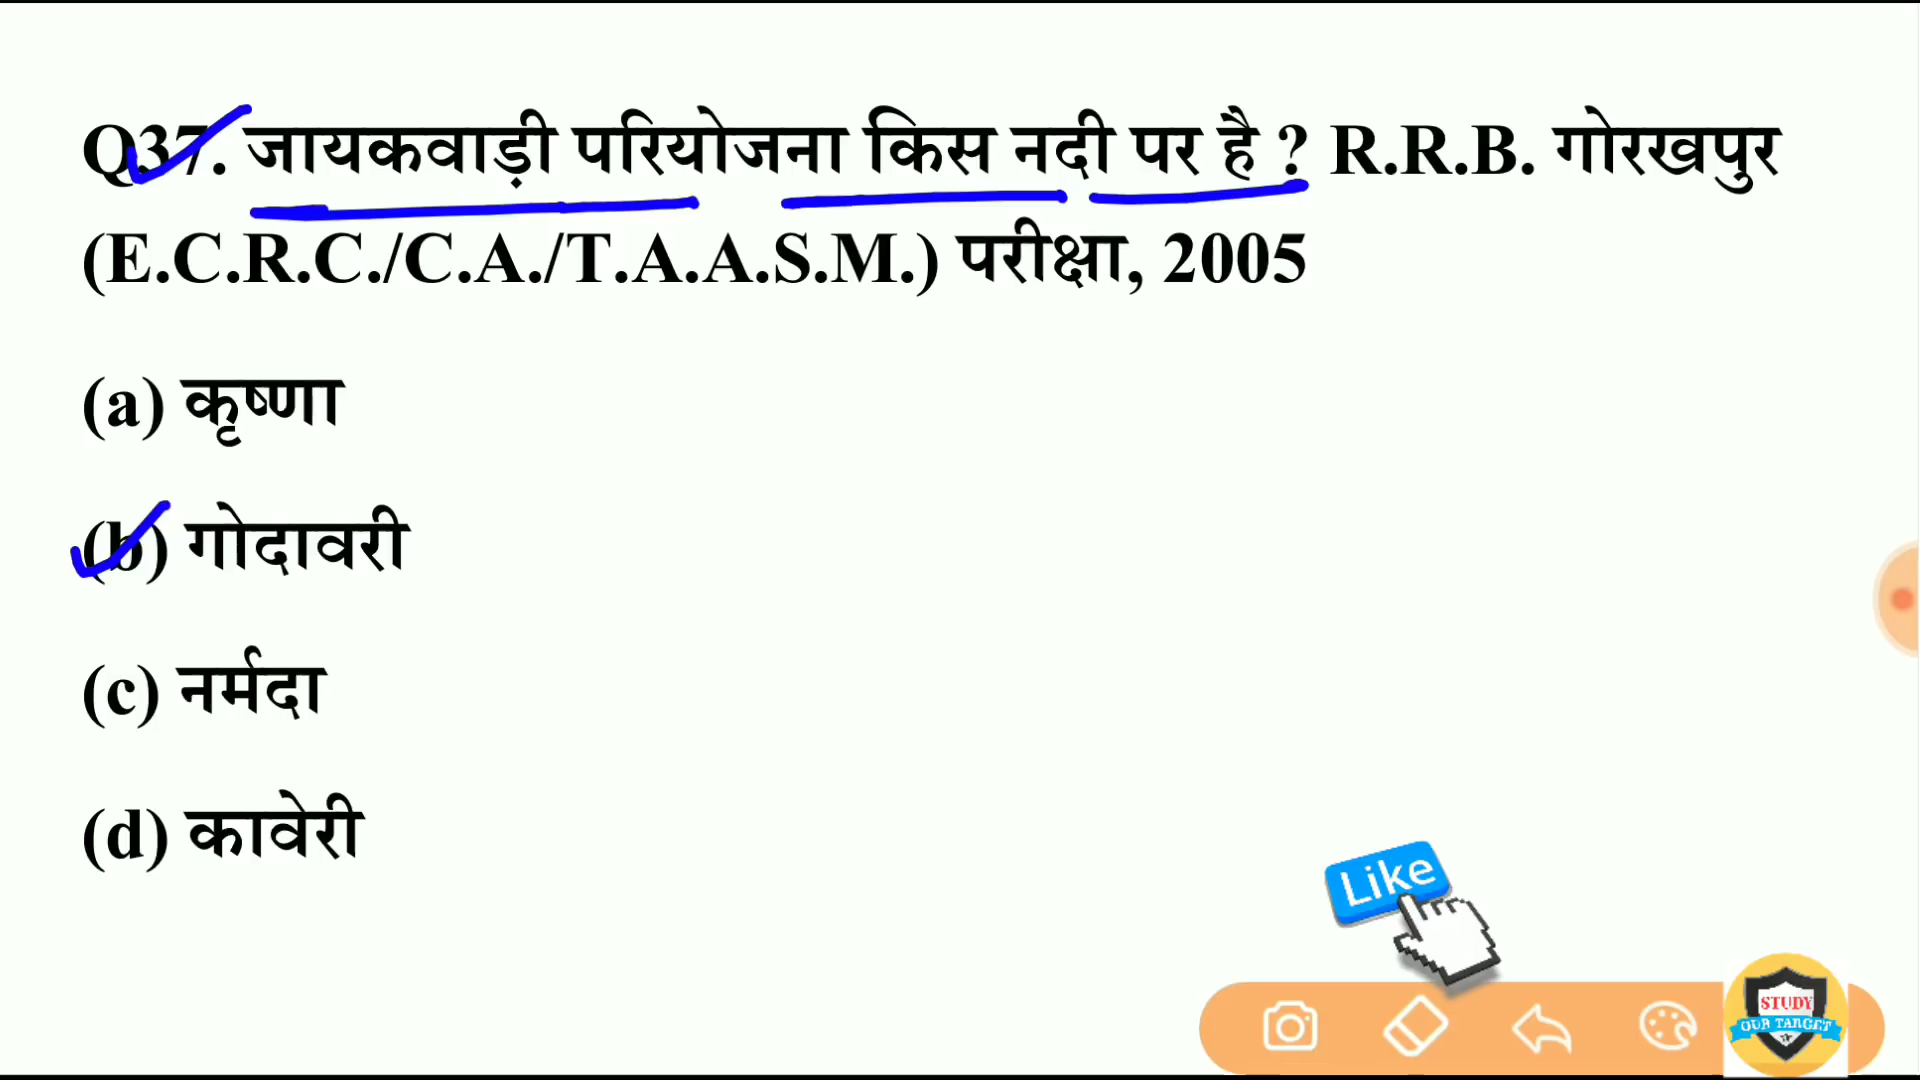 Q37. जायकवाड़ी परियोजना किस नदी पर है ? R.R.B. गोरखपुर
(E.C.R.C./C.A./T.A.A.S.M.) परीक्षा, 2005
(a) कृष्णा
(b) गोदावरी
(c) नर्मदा
(d) कावेरी
Like
STUDY
OUR TARGET